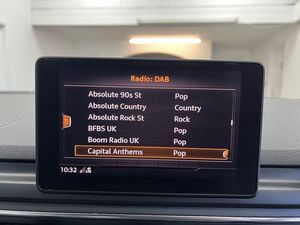 Radio: DAB
Absolute 90s St Pop
Absolute Country Country
Absolute Rock St Rock
BFBS UK Pop
Boom Radio UK Pop
Capital Anthems Pop
10:32